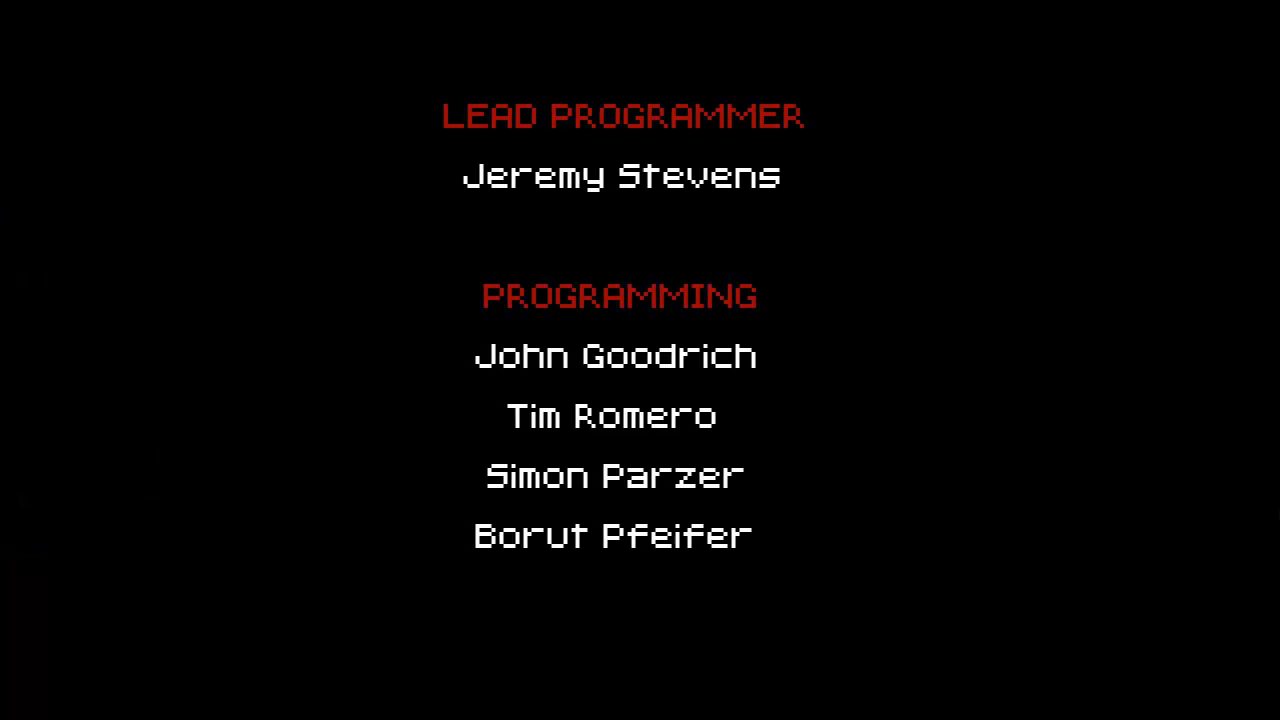 LEAD PROGRAMMER
Jeremy Stevens
PROGRAMMING
John Goodrich
Tim Romero
Simon Parzer
Borut Pfeifer